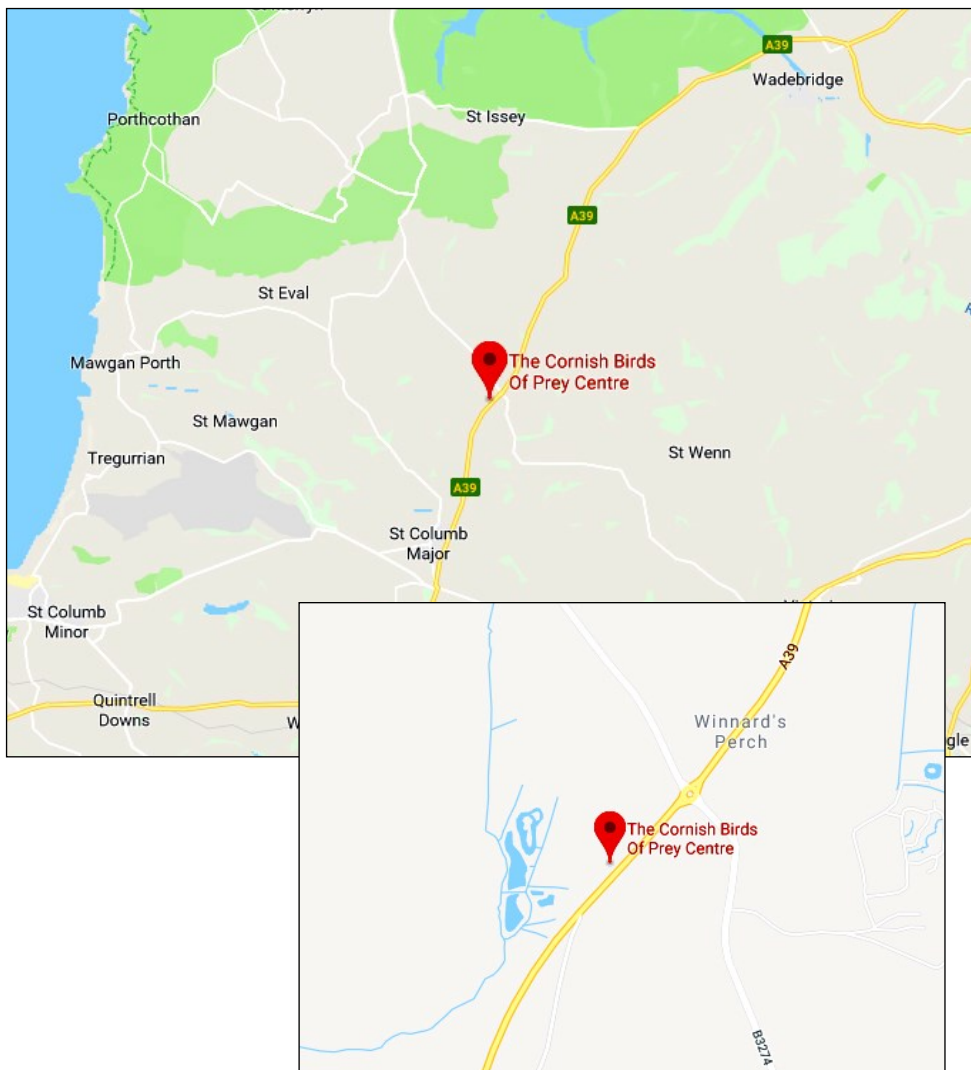 A39
Wadebridge
Porthcothan
St Issey
A39
St Eval
The Cornish Birds
Of Prey Centre
Mawgan Porth
St Mawgan
St Wenn
Tregurrian
A39
St Columb
Major
St Columb
Minor
Quintrell
Downs
A39
Winnard's
Perch
The Cornish Birds
Of Prey Centre
B3274